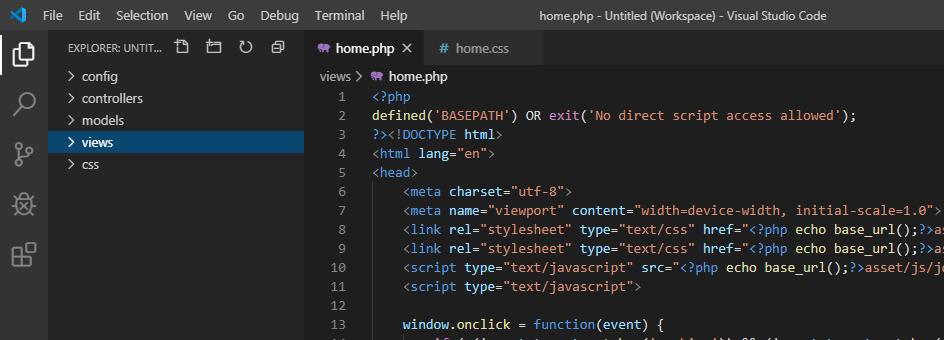 File Edit Selection View Go Debug Terminal Help home.php - Untitled (Workspace) - Visual Studio Code
EXPLORER: UNTIT...
config
controllers
models
views
css
home.php home.css
views > home.php
1 <?php
2 defined('BASEPATH') OR exit('No direct script access allowed');
3 ?><!DOCTYPE html>
4 <html lang="en">
5 <head>
6 <meta charset="utf-8">
7 <meta name="viewport" content="width=device-width, initial-scale=1.0">
8 <link rel="stylesheet" type="text/css" href="<?php echo base_url();?>as
9 <link rel="stylesheet" type="text/css" href="<?php echo base_url();?>as
10 <script type="text/javascript" src="<?php echo base_url();?>asset/js/j
11 <script type="text/javascript">
12
13 window.onclick = function(event) {